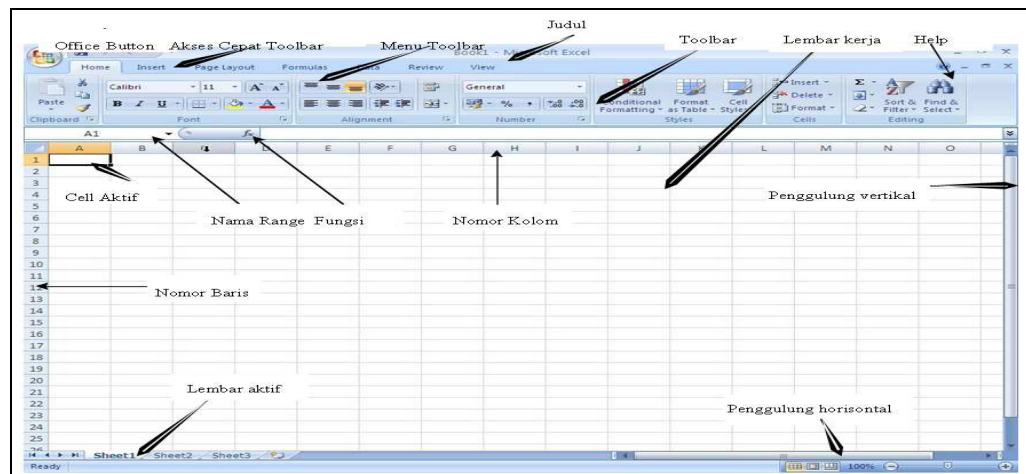 Judul
Office Button Akses Cepat Toolbar Menu Toolbar Toolbar Lembar kerja Help
Book1 - Microsoft Excel
Home Insert Page Layout Formulas Review View
Paste Calibri 11 A A General Conditional Formatting Format as Table Cell Styles Insert Delete Format Σ Sort & Filter Find & Select
B I U A % ,
Clipboard Font Alignment Number Styles Cells Editing
A1 fx
A B D E F G H I J K L M N O
1
2
3
4
Cell Aktif Penggulung vertikal
5
6
Nama Range Fungsi Nomor Kolom
7
8
9
10
11
12
Nomor Baris
13
14
15
16
17
18
19
20
21
Lembar aktif
22
23
Penggulung horisontal
24
25
26
Sheet1 Sheet2 Sheet3
Ready 100%